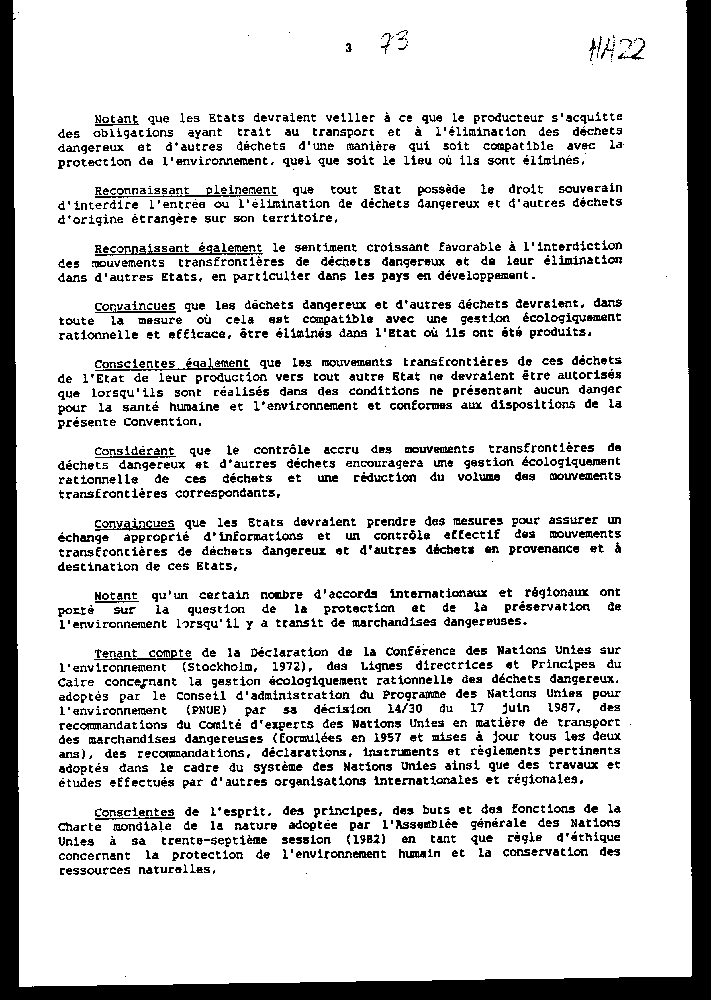 3 73 HA22
Notant que les Etats devraient veiller à ce que le producteur s'acquitte
des obligations ayant trait au transport et à l'élimination des déchets
dangereux et d'autres déchets d'une manière qui soit compatible avec la
protection de l'environnement, quel que soit le lieu où ils sont éliminés,
Reconnaissant pleinement que tout Etat possède le droit souverain
d'interdire l'entrée ou l'élimination de déchets dangereux et d'autres déchets
d'origine étrangère sur son territoire,
Reconnaissant également le sentiment croissant favorable à l'interdiction
des mouvements transfrontières de déchets dangereux et de leur élimination
dans d'autres Etats, en particulier dans les pays en développement.
Convaincues que les déchets dangereux et d'autres déchets devraient, dans
toute la mesure où cela est compatible avec une gestion écologiquement
rationnelle et efficace, être éliminés dans l'Etat où ils ont été produits,
Conscientes également que les mouvements transfrontières de ces déchets
de l'Etat de leur production vers tout autre Etat ne devraient être autorisés
que lorsqu'ils sont réalisés dans des conditions ne présentant aucun danger
pour la santé humaine et l'environnement et conformes aux dispositions de la
présente Convention,
Considérant que le contrôle accru des mouvements transfrontières de
déchets dangereux et d'autres déchets encouragera une gestion écologiquement
rationnelle de ces déchets et une réduction du volume des mouvements
transfrontières correspondants,
Convaincues que les Etats devraient prendre des mesures pour assurer un
échange approprié d'informations et un contrôle effectif des mouvements
transfrontières de déchets dangereux et d'autres déchets en provenance et à
destination de ces Etats,
Notant qu'un certain nombre d'accords internationaux et régionaux ont
porté sur la question de la protection et de la préservation de
l'environnement lorsqu'il y a transit de marchandises dangereuses.
Tenant compte de la Déclaration de la Conférence des Nations Unies sur
l'environnement (Stockholm, 1972), des Lignes directrices et Principes du
Caire concernant la gestion écologiquement rationnelle des déchets dangereux,
adoptés par le Conseil d'administration du Programme des Nations Unies pour
l'environnement (PNUE) par sa décision 14/30 du 17 juin 1987, des
recommandations du Comité d'experts des Nations Unies en matière de transport
des marchandises dangereuses (formulées en 1957 et mises à jour tous les deux
ans), des recommandations, déclarations, instruments et règlements pertinents
adoptés dans le cadre du système des Nations Unies ainsi que des travaux et
études effectués par d'autres organisations internationales et régionales,
Conscientes de l'esprit, des principes, des buts et des fonctions de la
Charte mondiale de la nature adoptée par l'Assemblée générale des Nations
Unies à sa trente-septième session (1982) en tant que règle d'éthique
concernant la protection de l'environnement humain et la conservation des
ressources naturelles,